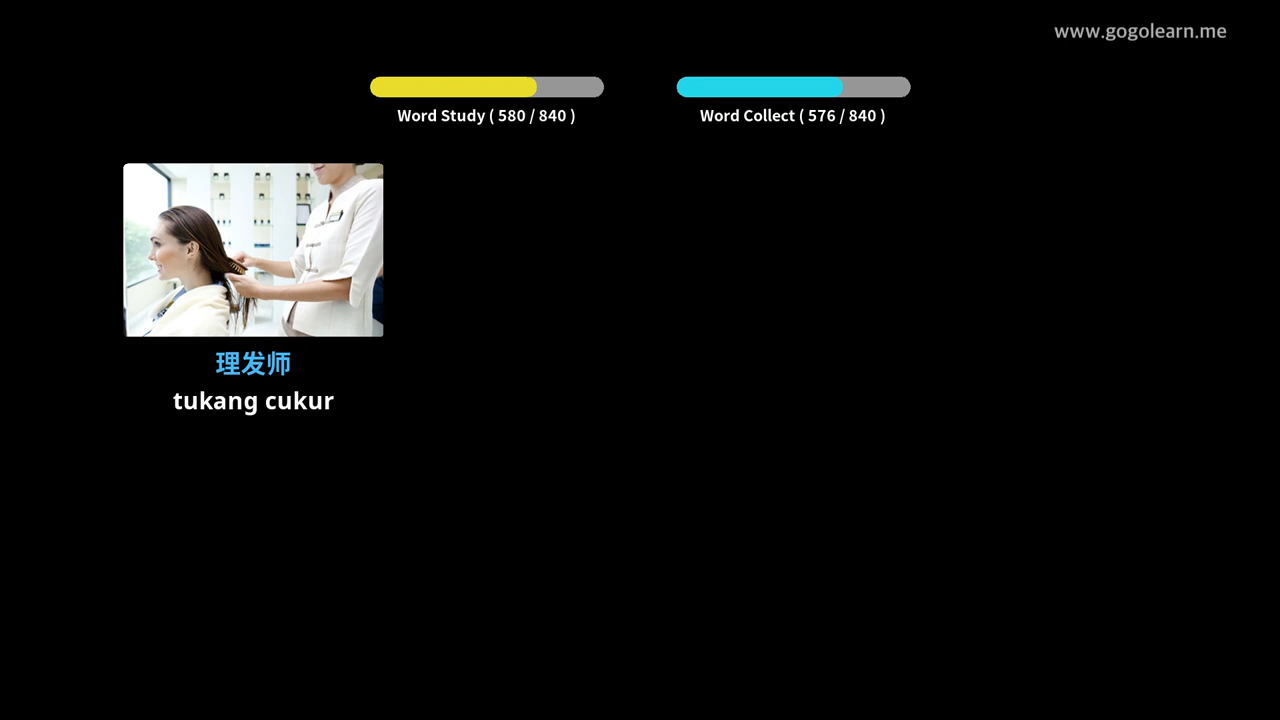 www.gogolearn.me
Word Study ( 580 / 840 )
Word Collect ( 576 / 840 )
理发师
tukang cukur